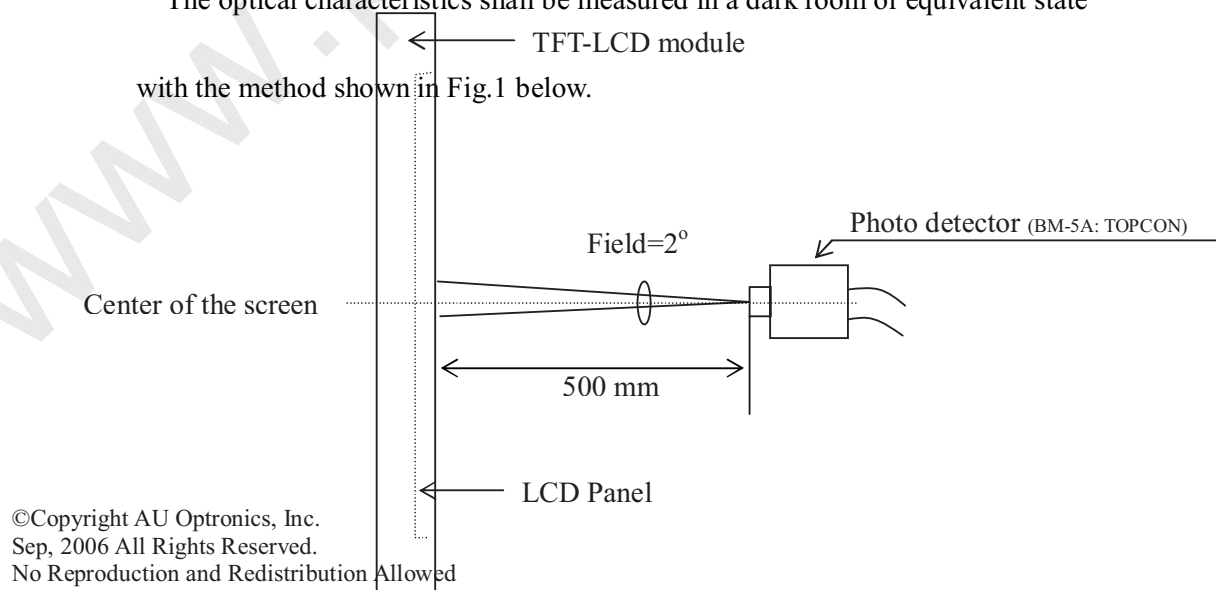 The optical characteristics shall be measured in a dark room or equivalent state
TFT-LCD module
with the method shown in Fig.1 below.
Photo detector (BM-5A: TOPCON)
Field=2°
Center of the screen
500 mm
LCD Panel
©Copyright AU Optronics, Inc.
Sep, 2006 All Rights Reserved.
No Reproduction and Redistribution Allowed
www.